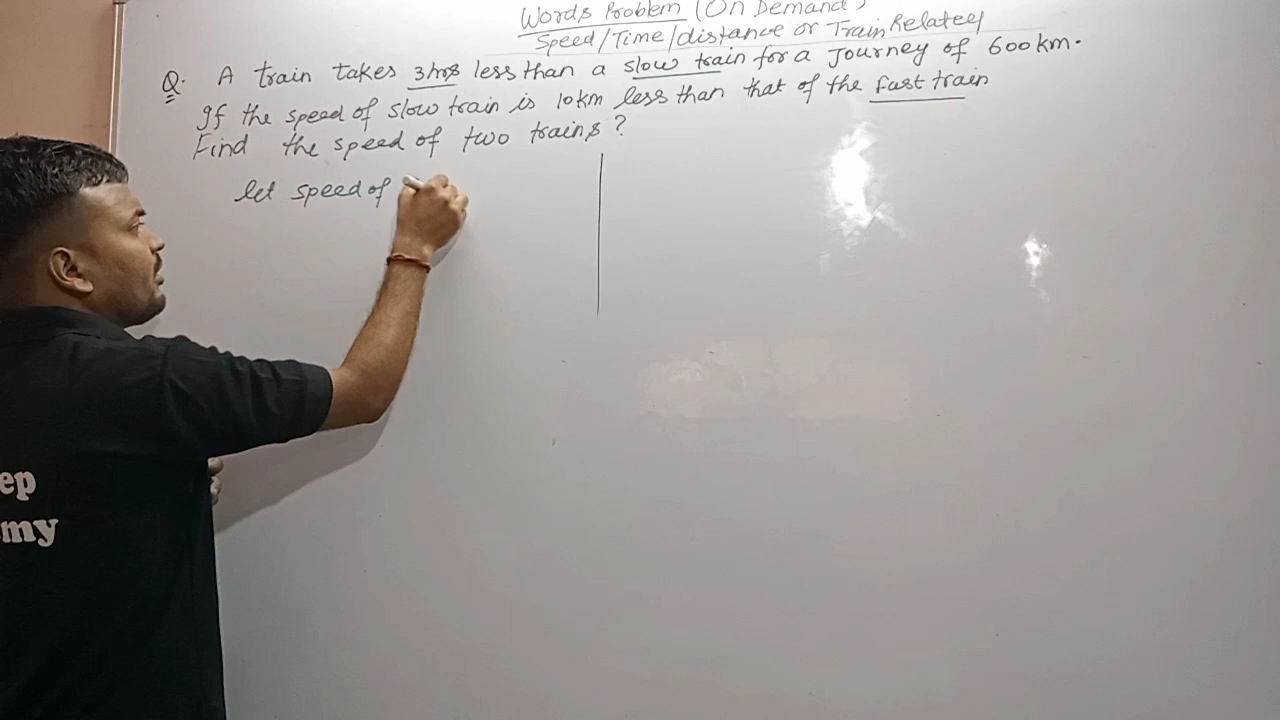 Words Problem (On Demand)
Speed/Time/distance or Train Related
Q. A train takes 3hrs less than a slow train for a Journey of 600km.
If the speed of slow train is 10km less than that of the fast train
Find the speed of two trains?
let speed of
ep
my